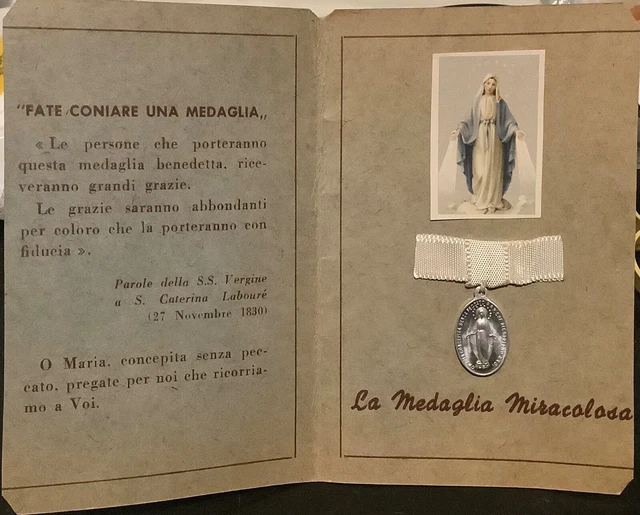 "FATE CONIARE UNA MEDAGLIA„
« Le persone che porteranno
questa medaglia benedetta, rice-
veranno grandi grazie.
Le grazie saranno abbondanti
per coloro che la porteranno con
fiducia ».
Parole della S.S. Vergine
a S. Caterina Labouré
(27 Novembre 1830)
O Maria, concepita senza pec-
cato, pregate per noi che ricorria-
mo a Voi.
La Medaglia Miracolosa